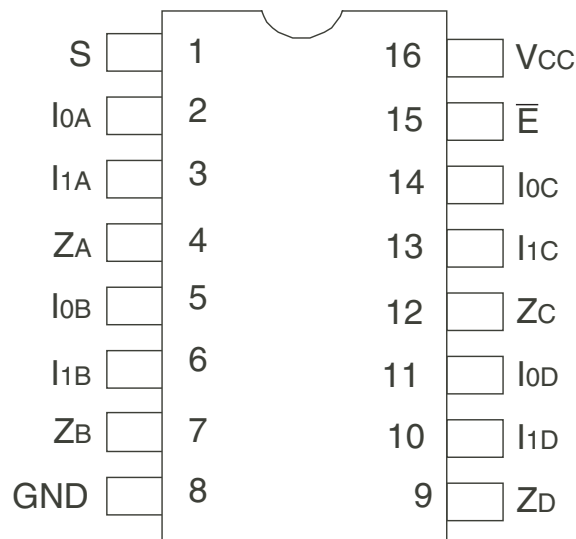 S 1 16 VCC
I0A 2 15 E̅
I1A 3 14 I0C
ZA 4 13 I1C
I0B 5 12 ZC
I1B 6 11 I0D
ZB 7 10 I1D
GND 8 9 ZD